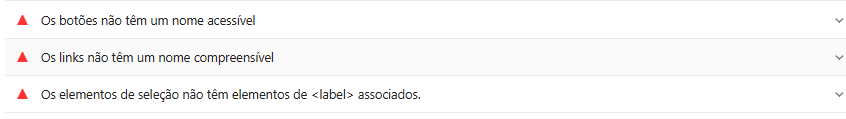 Os botões não têm um nome acessível
Os links não têm um nome compreensível
Os elementos de seleção não têm elementos de <label> associados.